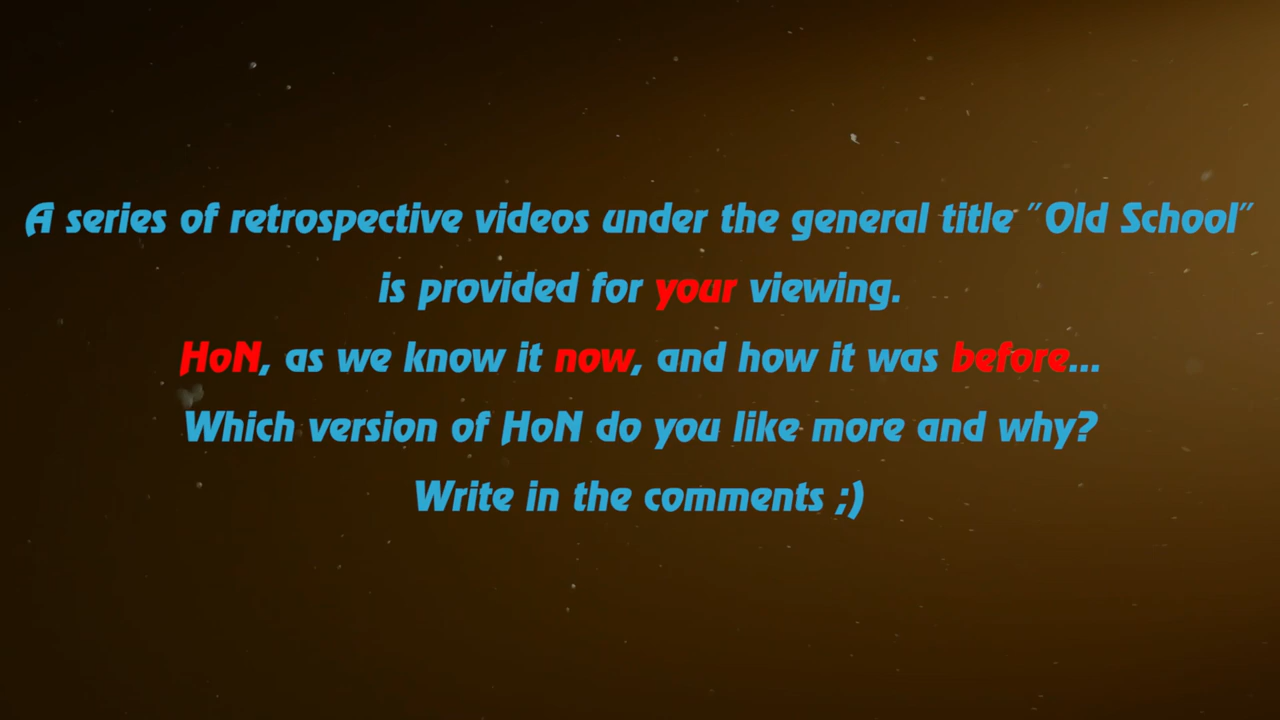 A series of retrospective videos under the general title "Old School"
is provided for your viewing.
HoN, as we know it now, and how it was before...
Which version of HoN do you like more and why?
Write in the comments ;)